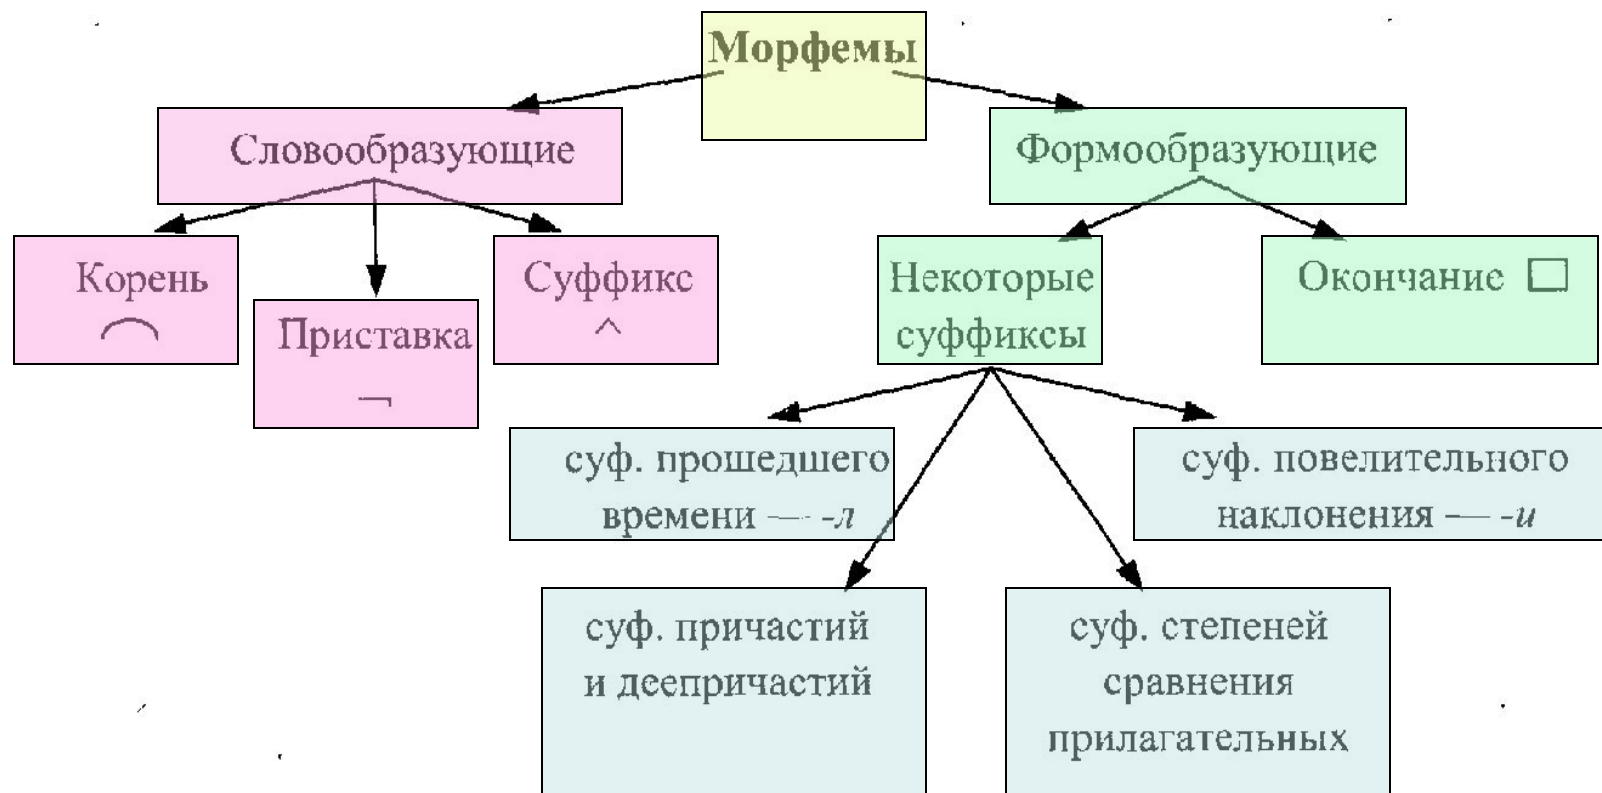 Морфемы
Словообразующие
Формообразующие
Корень
Приставка
Суффикс
Некоторые
суффиксы
Окончание
суф. прошедшего
времени — -л
суф. повелительного
наклонения — -и
суф. причастий
и деепричастий
суф. степеней
сравнения
прилагательных